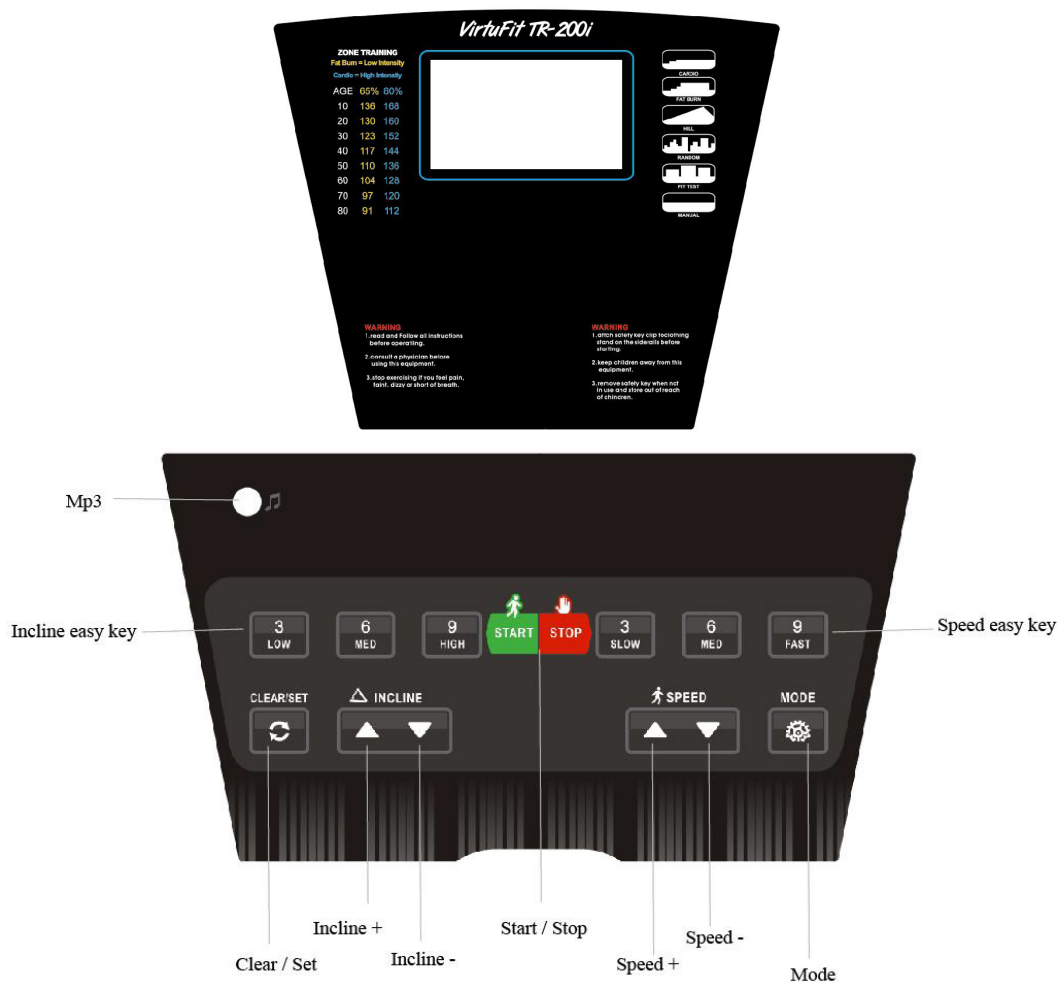 VirtuFit TR-200i
ZONE TRAINING
Fat Burn = Low Intensity
Cardio = High Intensity
AGE 65% 80%
10 136 168
20 130 160
30 123 152
40 117 144
50 110 136
60 104 128
70 97 120
80 91 112
CARDIO
FAT BURN
HILL
RANDOM
FIT TEST
MANUAL
WARNING
1.read and Follow all instructions
before operating.
2.consult a physician before
using this equipment.
3.stop exercising if you feel pain,
faint, dizzy or short of breath.
WARNING
1.attch safety key clip toclothing
stand on the siderails before
starting.
2.keep children away from this
equipment.
3.remove safety key when not
in use and store out of reach
of chincren.
Mp3
Incline easy key
3 LOW
6 MED
9 HIGH
START
STOP
3 SLOW
6 MED
9 FAST
Speed easy key
CLEAR/SET
INCLINE
SPEED
MODE
Clear / Set
Incline +
Incline -
Start / Stop
Speed +
Speed -
Mode